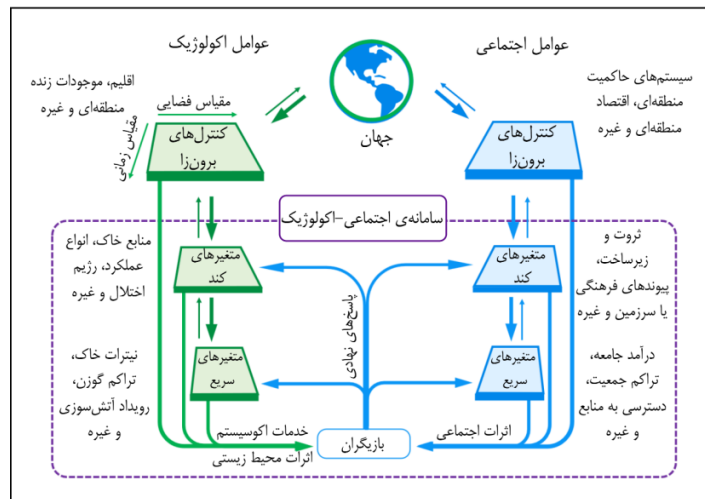 عوامل اجتماعی
عوامل اکولوژیک
سیستم‌های حاکمیت
منطقه‌ای، اقتصاد
منطقه‌ای و غیره
جهان
اقلیم، موجودات زنده
منطقه‌ای و غیره
مقیاس فضایی
مقیاس زمانی
کنترل‌های
برون‌زا
کنترل‌های
برون‌زا
سامانه‌ی اجتماعی-اکولوژیک
ثروت و
زیرساخت،
پیوندهای فرهنگی
یا سرزمین و غیره
متغیرهای
کند
متغیرهای
کند
منابع خاک، انواع
عملکرد، رژیم
اختلال و غیره
پاسخ‌های نهادی
درآمد جامعه،
تراکم جمعیت،
دسترسی به منابع
و غیره
متغیرهای
سریع
متغیرهای
سریع
نیترات خاک،
تراکم گوزن،
رویداد آتش‌سوزی
و غیره
اثرات اجتماعی
بازیگران
خدمات اکوسیستم
اثرات محیط زیستی